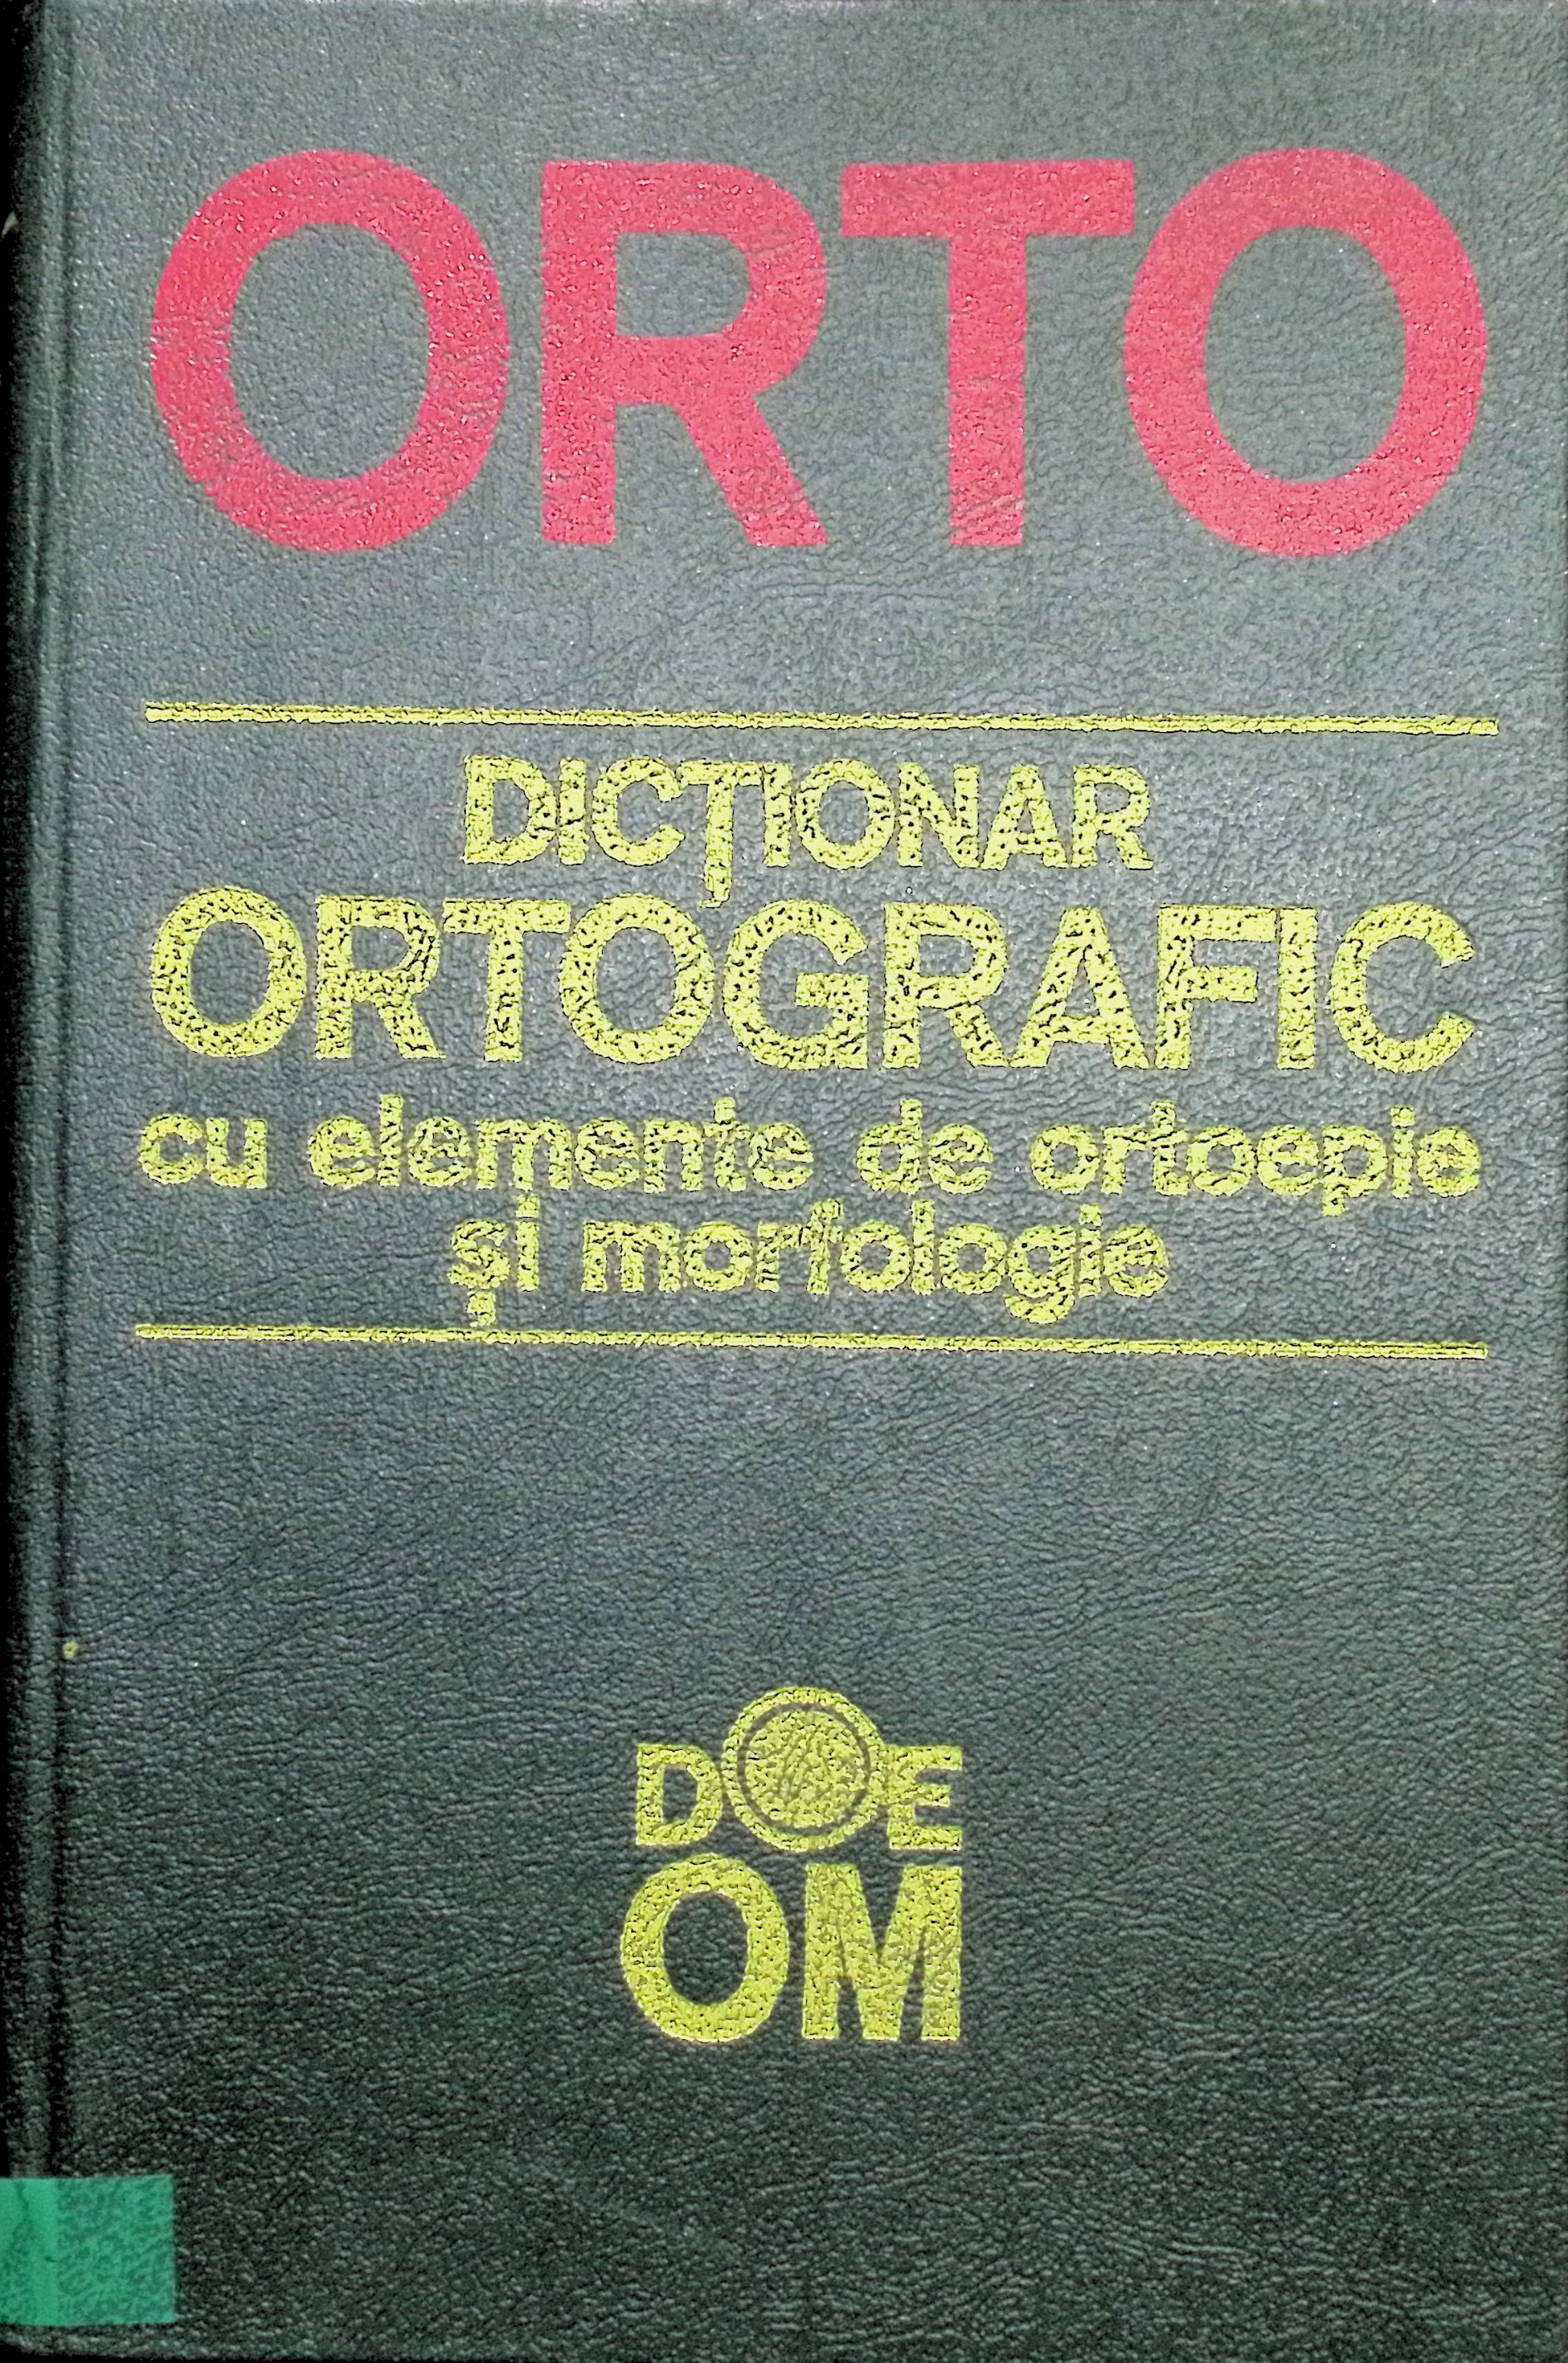 ORTO
DICȚIONAR
ORTOGRAFIC
cu elemente de ortoepie
și morfologie
DOE
OM